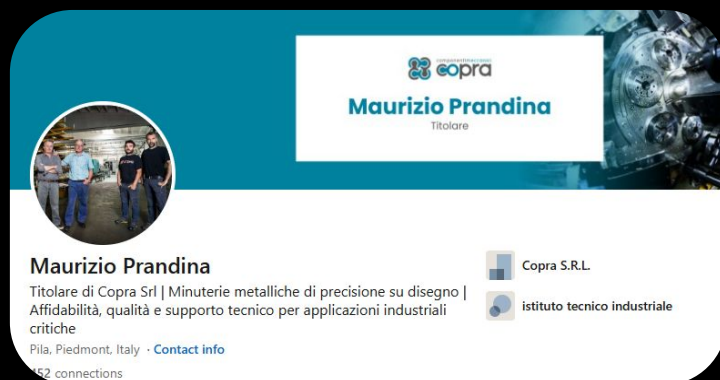 componentimeccanici
copra
Maurizio Prandina
Titolare
Maurizio Prandina
Titolare di Copra Srl | Minuterie metalliche di precisione su disegno |
Affidabilità, qualità e supporto tecnico per applicazioni industriali
critiche
Pila, Piedmont, Italy · Contact info
452 connections
Copra S.R.L.
istituto tecnico industriale